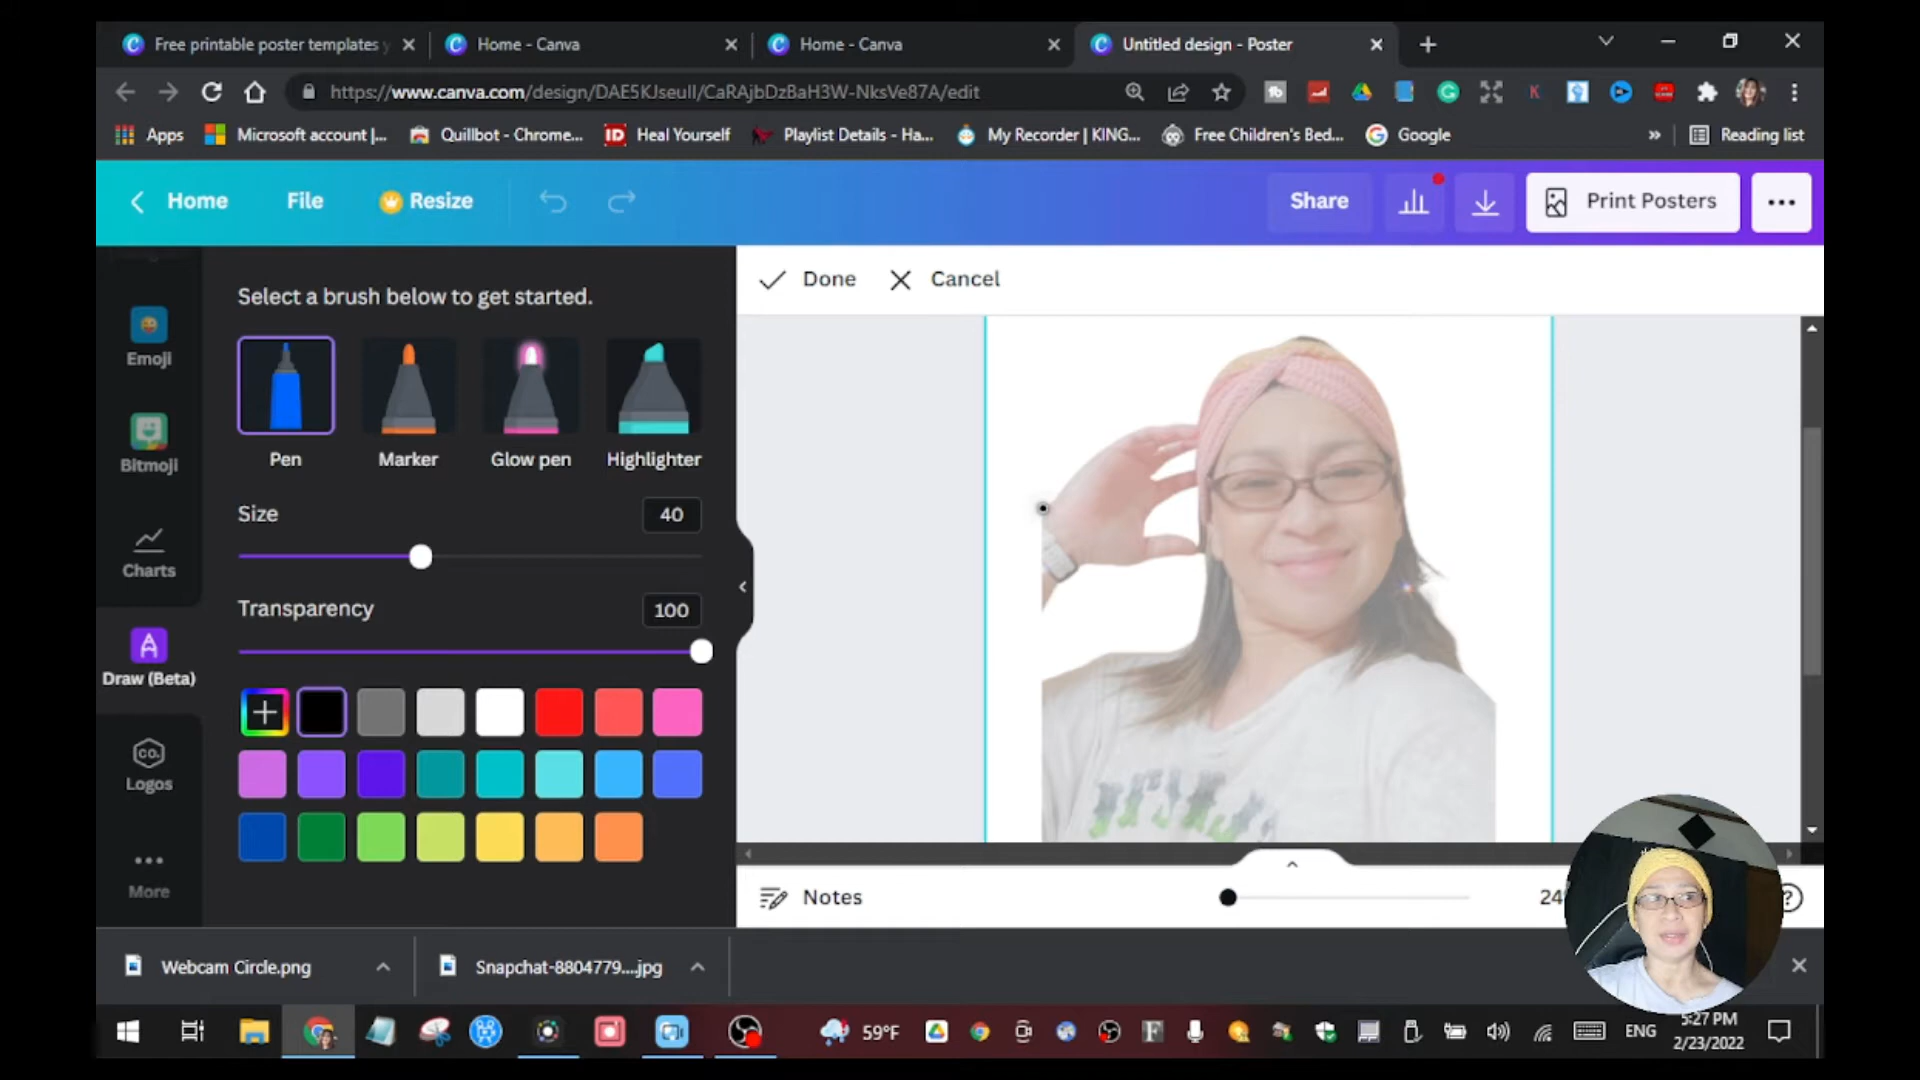 Free printable poster templates y
Home - Canva
Home - Canva
Untitled design - Poster
https://www.canva.com/design/DAE5KJseuII/CaRAjbDzBaH3W-NksVe87A/edit
Apps
Microsoft account |...
Quillbot - Chrome...
Heal Yourself
Playlist Details - Ha...
My Recorder | KING...
Free Children's Bed...
Google
»
Reading list
Home
File
Resize
Share
Print Posters
Select a brush below to get started.
Done
Cancel
Emoji
Bitmoji
Charts
Draw (Beta)
Logos
More
Pen
Marker
Glow pen
Highlighter
Size
40
Transparency
100
Notes
24
Webcam Circle.png
Snapchat-8804779....jpg
59°F
ENG
5:27 PM
2/23/2022